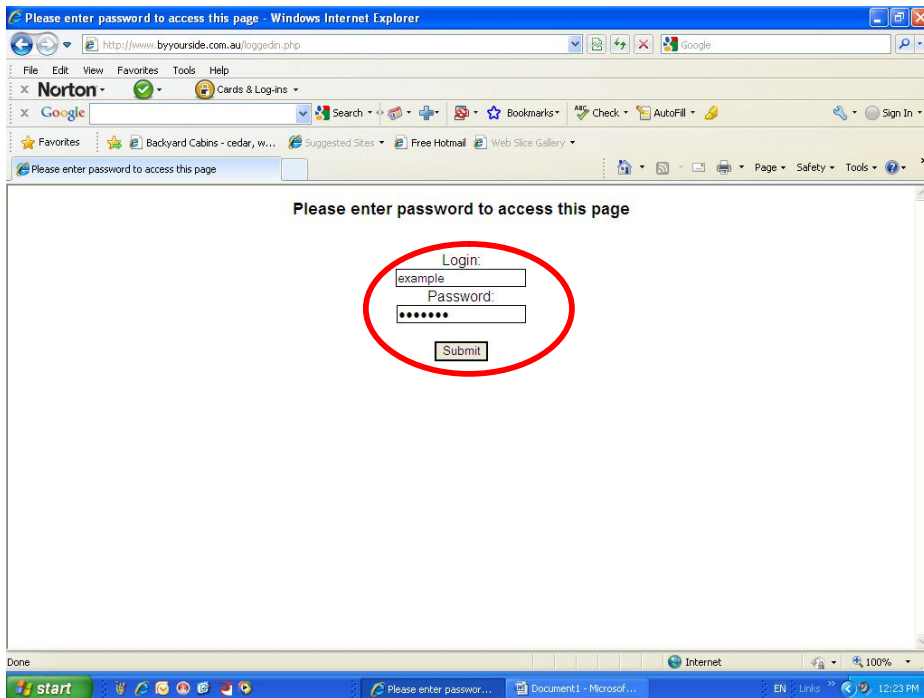 Please enter password to access this page - Windows Internet Explorer
http://www.byyourside.com.au/loggedin.php
Google
File Edit View Favorites Tools Help
x Norton Cards & Log-ins
x Google Search Bookmarks ABC Check AutoFill Sign In
Favorites Backyard Cabins - cedar, w... Suggested Sites Free Hotmail Web Slice Gallery
Please enter password to access this page Page Safety Tools
Please enter password to access this page
Login:
example
Password:
•••••••
Submit
Done Internet 100%
start Please enter passwor... Document1 - Microsof... EN Links 12:23 PM